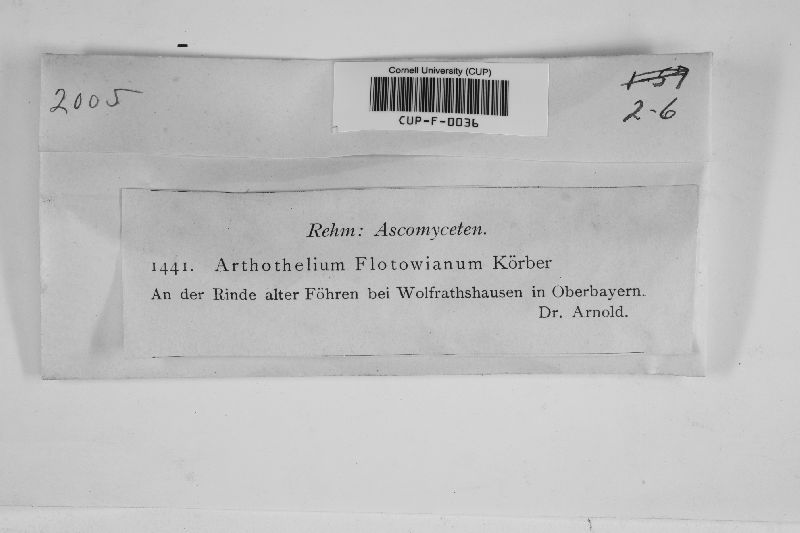 2005
Cornell University (CUP)
CUP-F-0036
2-6
Rehm: Ascomyceten.
1441. Arthothelium Flotowianum Körber
An der Rinde alter Föhren bei Wolfrathshausen in Oberbayern.
Dr. Arnold.